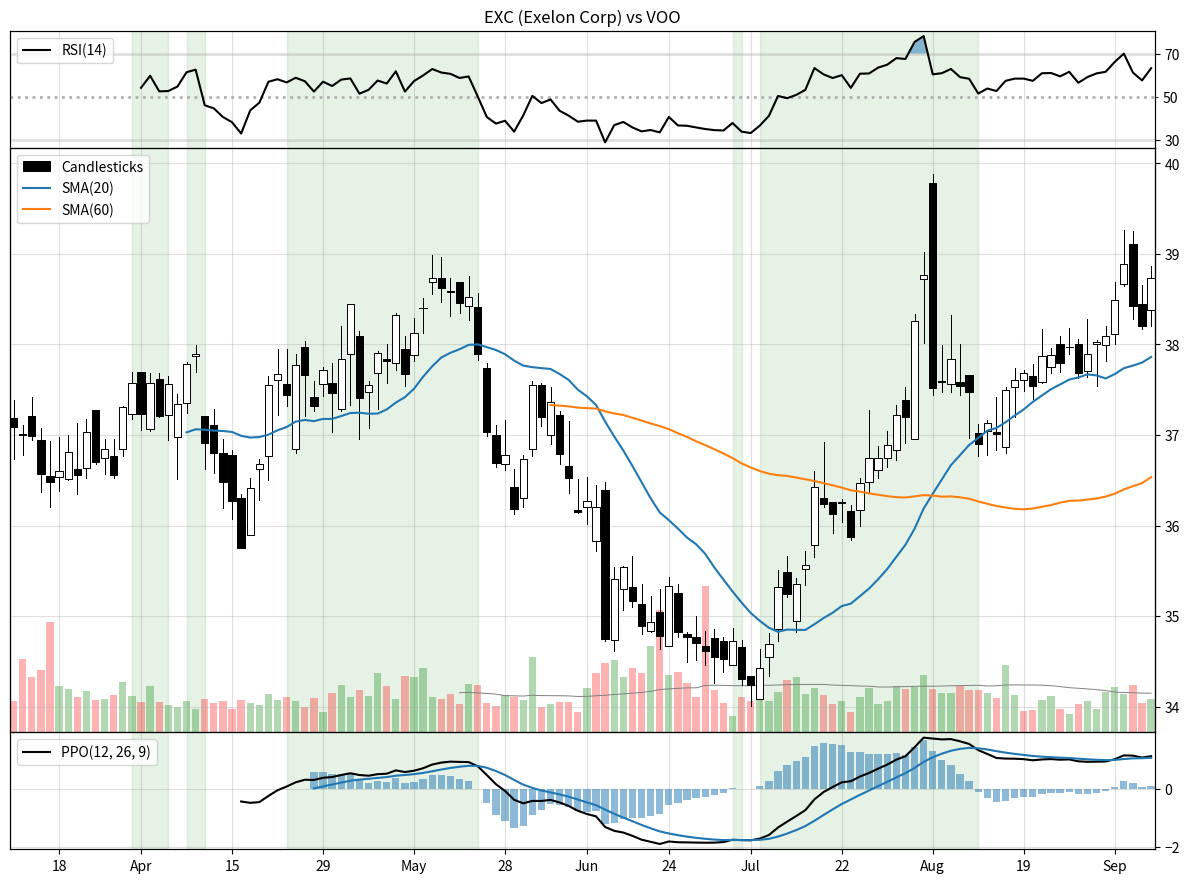 EXC (Exelon Corp) vs VOO
RSI(14)
70
50
30
Candlesticks
SMA(20)
SMA(60)
40
39
38
37
36
35
34
PPO(12, 26, 9)
0
−2
18 Apr 15 29 May 28 Jun 24 Jul 22 Aug 19 Sep